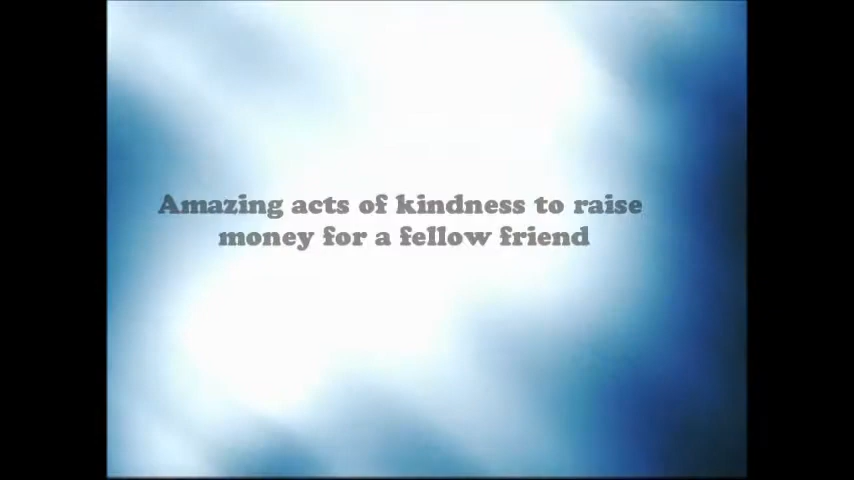 Amazing acts of kindness to raise
money for a fellow friend